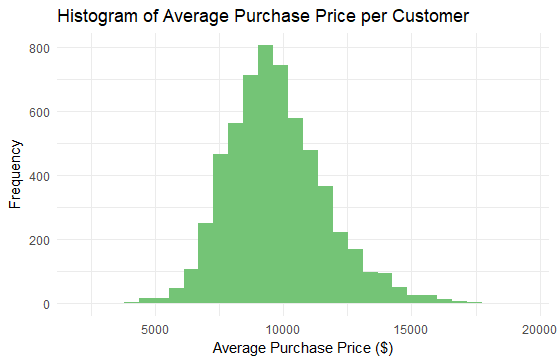 Histogram of Average Purchase Price per Customer
800
600
400
200
0
Frequency
5000 10000 15000 20000
Average Purchase Price ($)